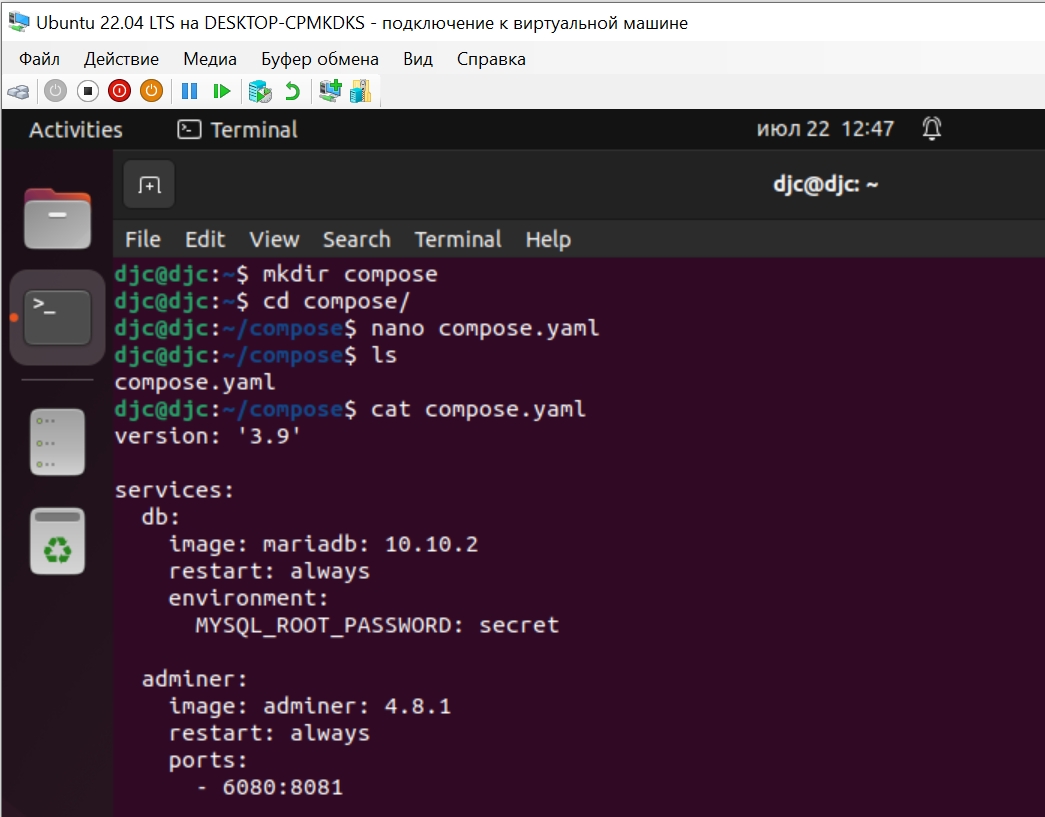 Ubuntu 22.04 LTS на DESKTOP-CPMKDKS - подключение к виртуальной машине
Файл Действие Медиа Буфер обмена Вид Справка
Activities Terminal июл 22 12:47
djc@djc: ~
File Edit View Search Terminal Help
djc@djc:~$ mkdir compose
djc@djc:~$ cd compose/
djc@djc:~/compose$ nano compose.yaml
djc@djc:~/compose$ ls
compose.yaml
djc@djc:~/compose$ cat compose.yaml
version: '3.9'
services:
  db:
    image: mariadb: 10.10.2
    restart: always
    environment:
      MYSQL_ROOT_PASSWORD: secret
  adminer:
    image: adminer: 4.8.1
    restart: always
    ports:
      - 6080:8081